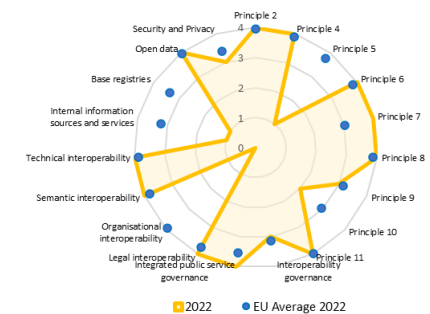 Principle 2
Security and Privacy
Principle 4
Open data
4
Principle 5
3
Base registries
Principle 6
2
Internal information
sources and services
1
Principle 7
0
Technical interoperability
Principle 8
Semantic interoperability
Principle 9
Organisational
interoperability
Principle 10
Legal interoperability
Principle 11
Integrated public service
governance
Interoperability
governance
2022
EU Average 2022